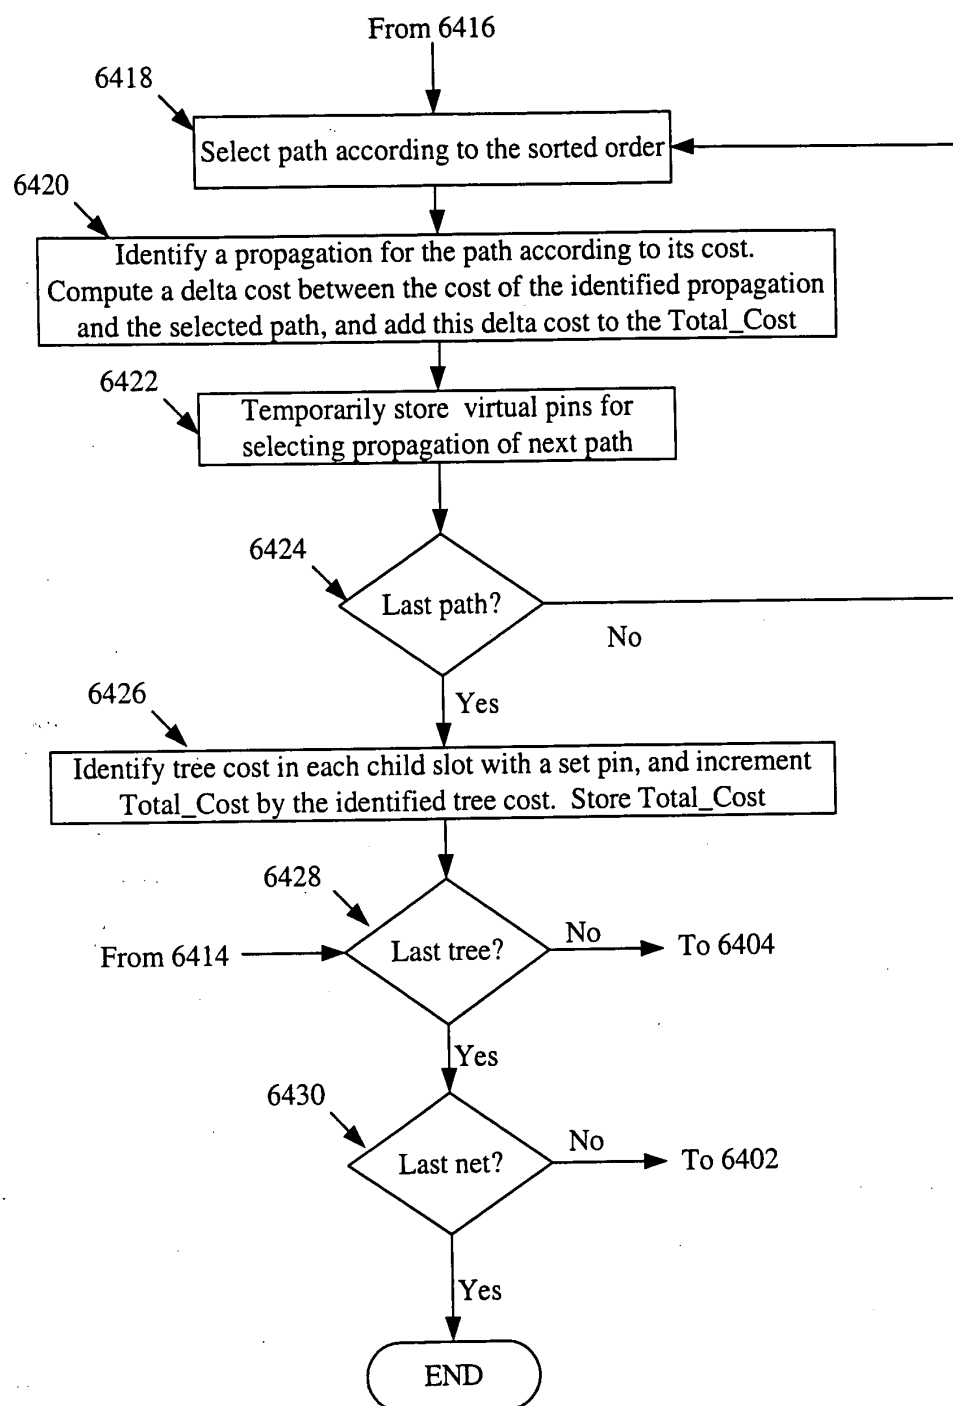 From 6416
6418
Select path according to the sorted order
6420
Identify a propagation for the path according to its cost.
Compute a delta cost between the cost of the identified propagation
and the selected path, and add this delta cost to the Total_Cost
6422
Temporarily store virtual pins for
selecting propagation of next path
6424
Last path?
No
Yes
6426
Identify tree cost in each child slot with a set pin, and increment
Total_Cost by the identified tree cost. Store Total_Cost
6428
From 6414
Last tree?
No
To 6404
Yes
6430
Last net?
No
To 6402
Yes
END